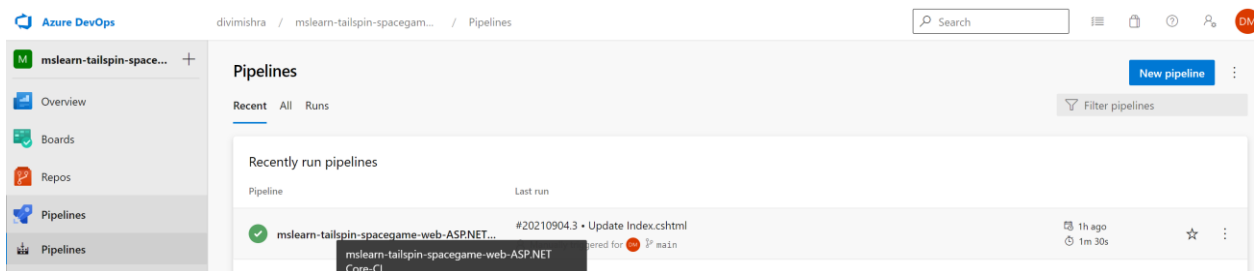 Azure DevOps
divimishra / mslearn-tailspin-spacegam... / Pipelines
Search
DM
M mslearn-tailspin-space... +
Pipelines
New pipeline
Overview
Recent All Runs
Filter pipelines
Boards
Recently run pipelines
Repos
Pipeline Last run
Pipelines
#20210904.3 • Update Index.cshtml
1h ago
mslearn-tailspin-spacegame-web-ASP.NET...
gered for DM main
1m 30s
Pipelines
mslearn-tailspin-spacegame-web-ASP.NET
Core-CI